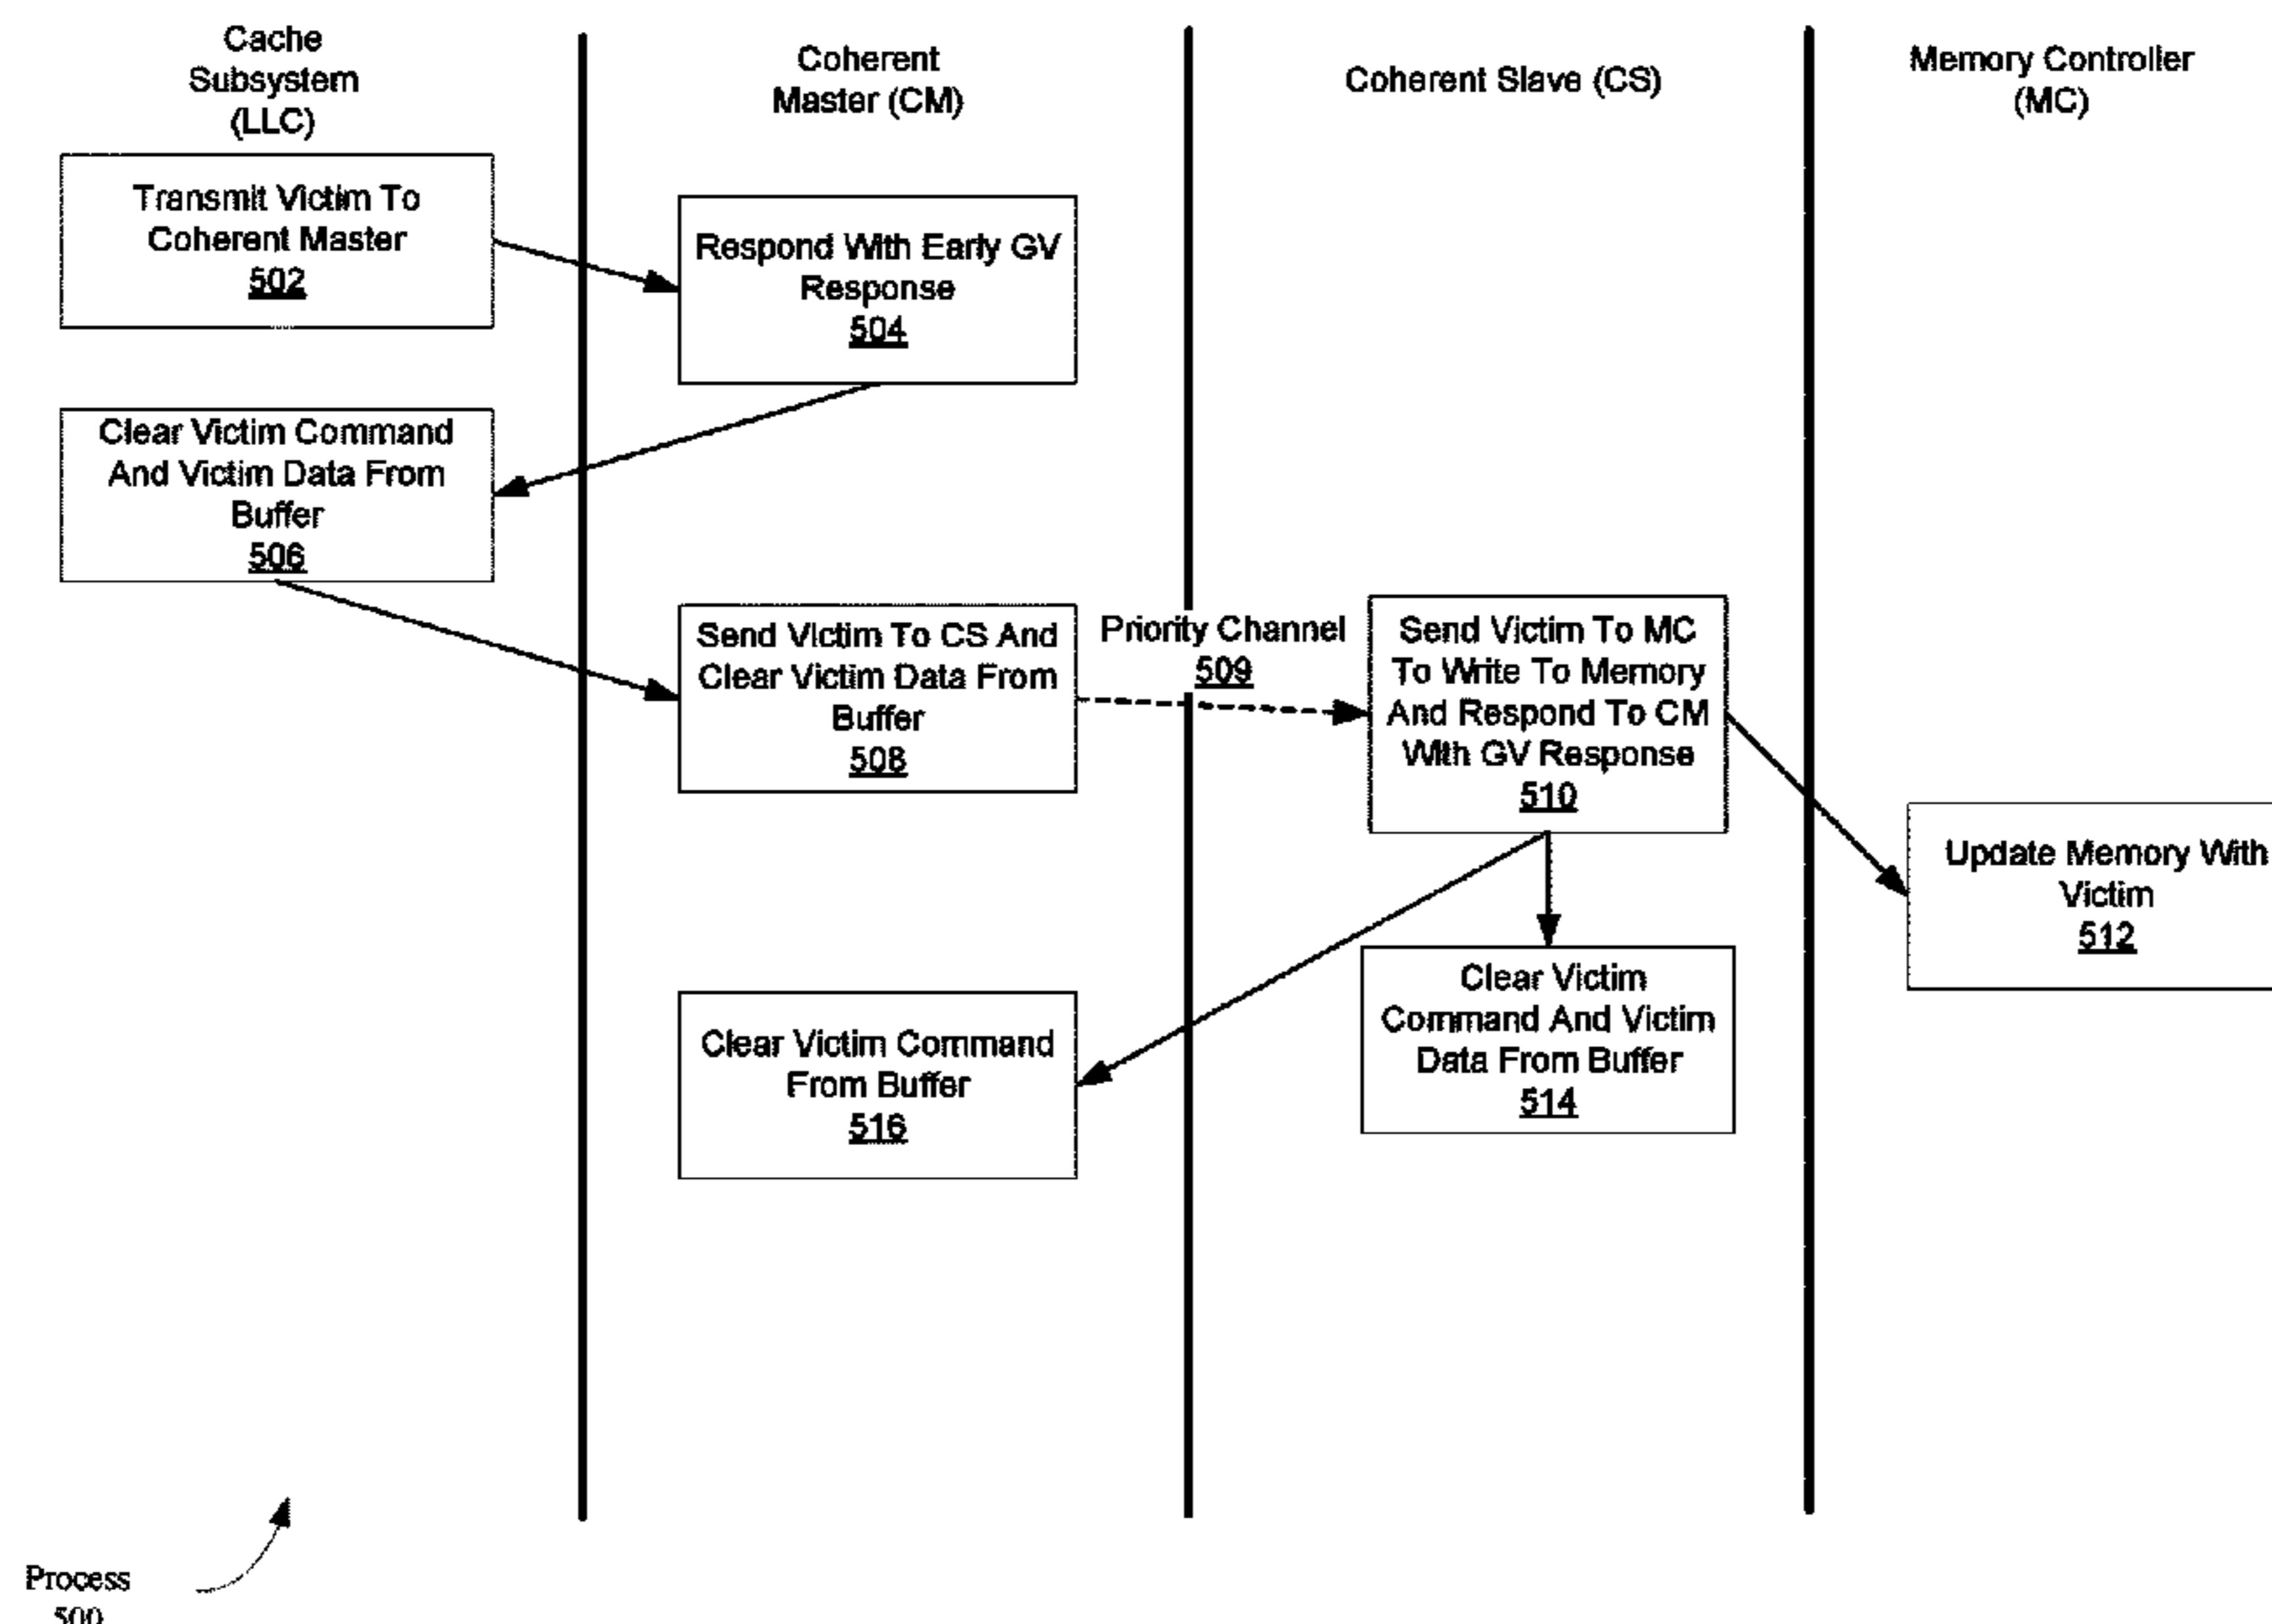 Cache
Subsystem
(LLC)
Coherent
Master (CM)
Coherent Slave (CS)
Memory Controller
(MC)
Transmit Victim To
Coherent Master
502
Respond With Early GV
Response
504
Clear Victim Command
And Victim Data From
Buffer
506
Send Victim To CS And
Clear Victim Data From
Buffer
508
Priority Channel
509
Send Victim To MC
To Write To Memory
And Respond To CM
With GV Response
510
Update Memory With
Victim
512
Clear Victim
Command And Victim
Data From Buffer
514
Clear Victim Command
From Buffer
516
Process
500